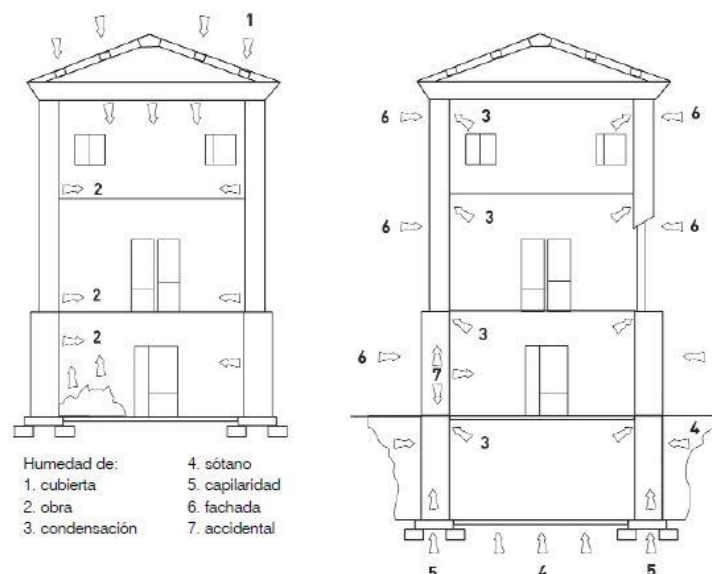 1
2
2
2
Humedad de:
1. cubierta
2. obra
3. condensación
4. sótano
5. capilaridad
6. fachada
7. accidental
6
3
6
6
3
6
3
6
7
3
4
5
4
5